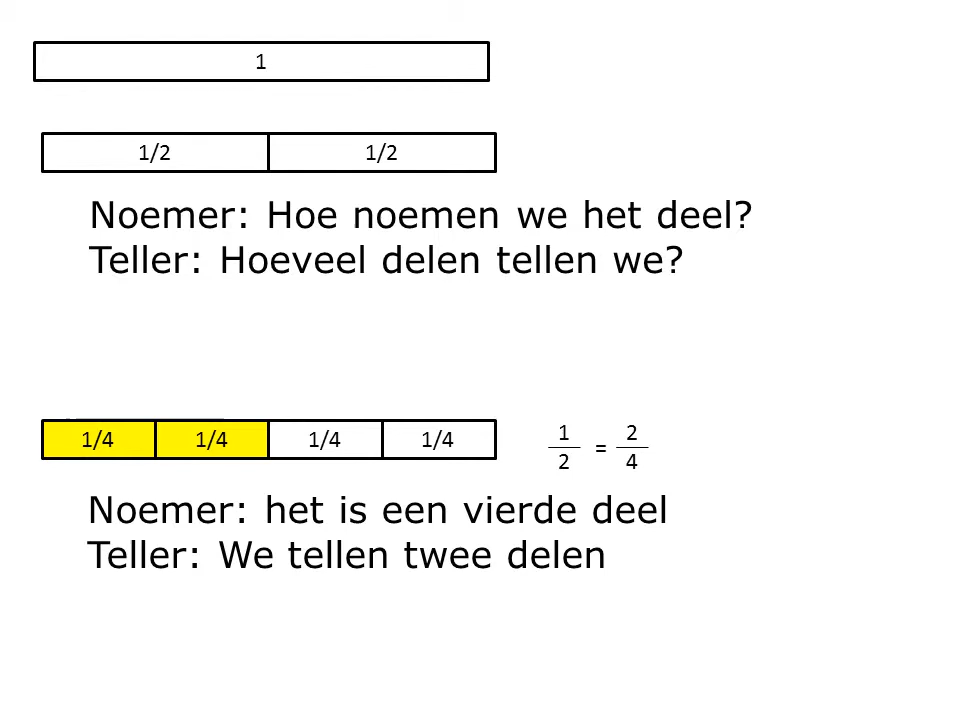 1
1/2 1/2
Noemer: Hoe noemen we het deel?
Teller: Hoeveel delen tellen we?
1/4 1/4 1/4 1/4
1/2 = 2/4
Noemer: het is een vierde deel
Teller: We tellen twee delen